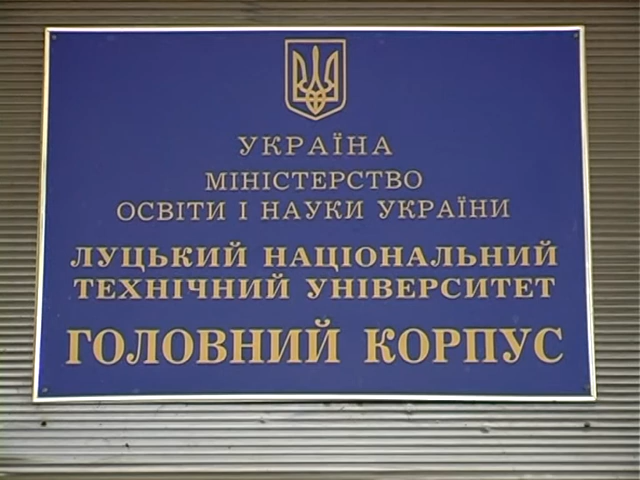 УКРАЇНА
МІНІСТЕРСТВО
ОСВІТИ І НАУКИ УКРАЇНИ
ЛУЦЬКИЙ НАЦІОНАЛЬНИЙ
ТЕХНІЧНИЙ УНІВЕРСИТЕТ
ГОЛОВНИЙ КОРПУС